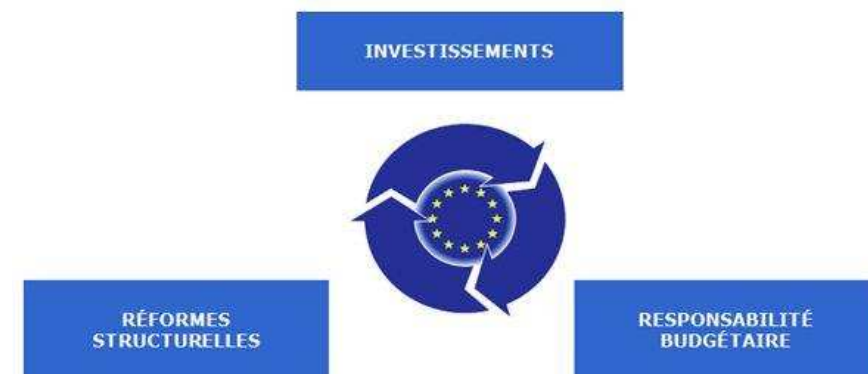 INVESTISSEMENTS
RÉFORMES
STRUCTURELLES
RESPONSABILITÉ
BUDGÉTAIRE